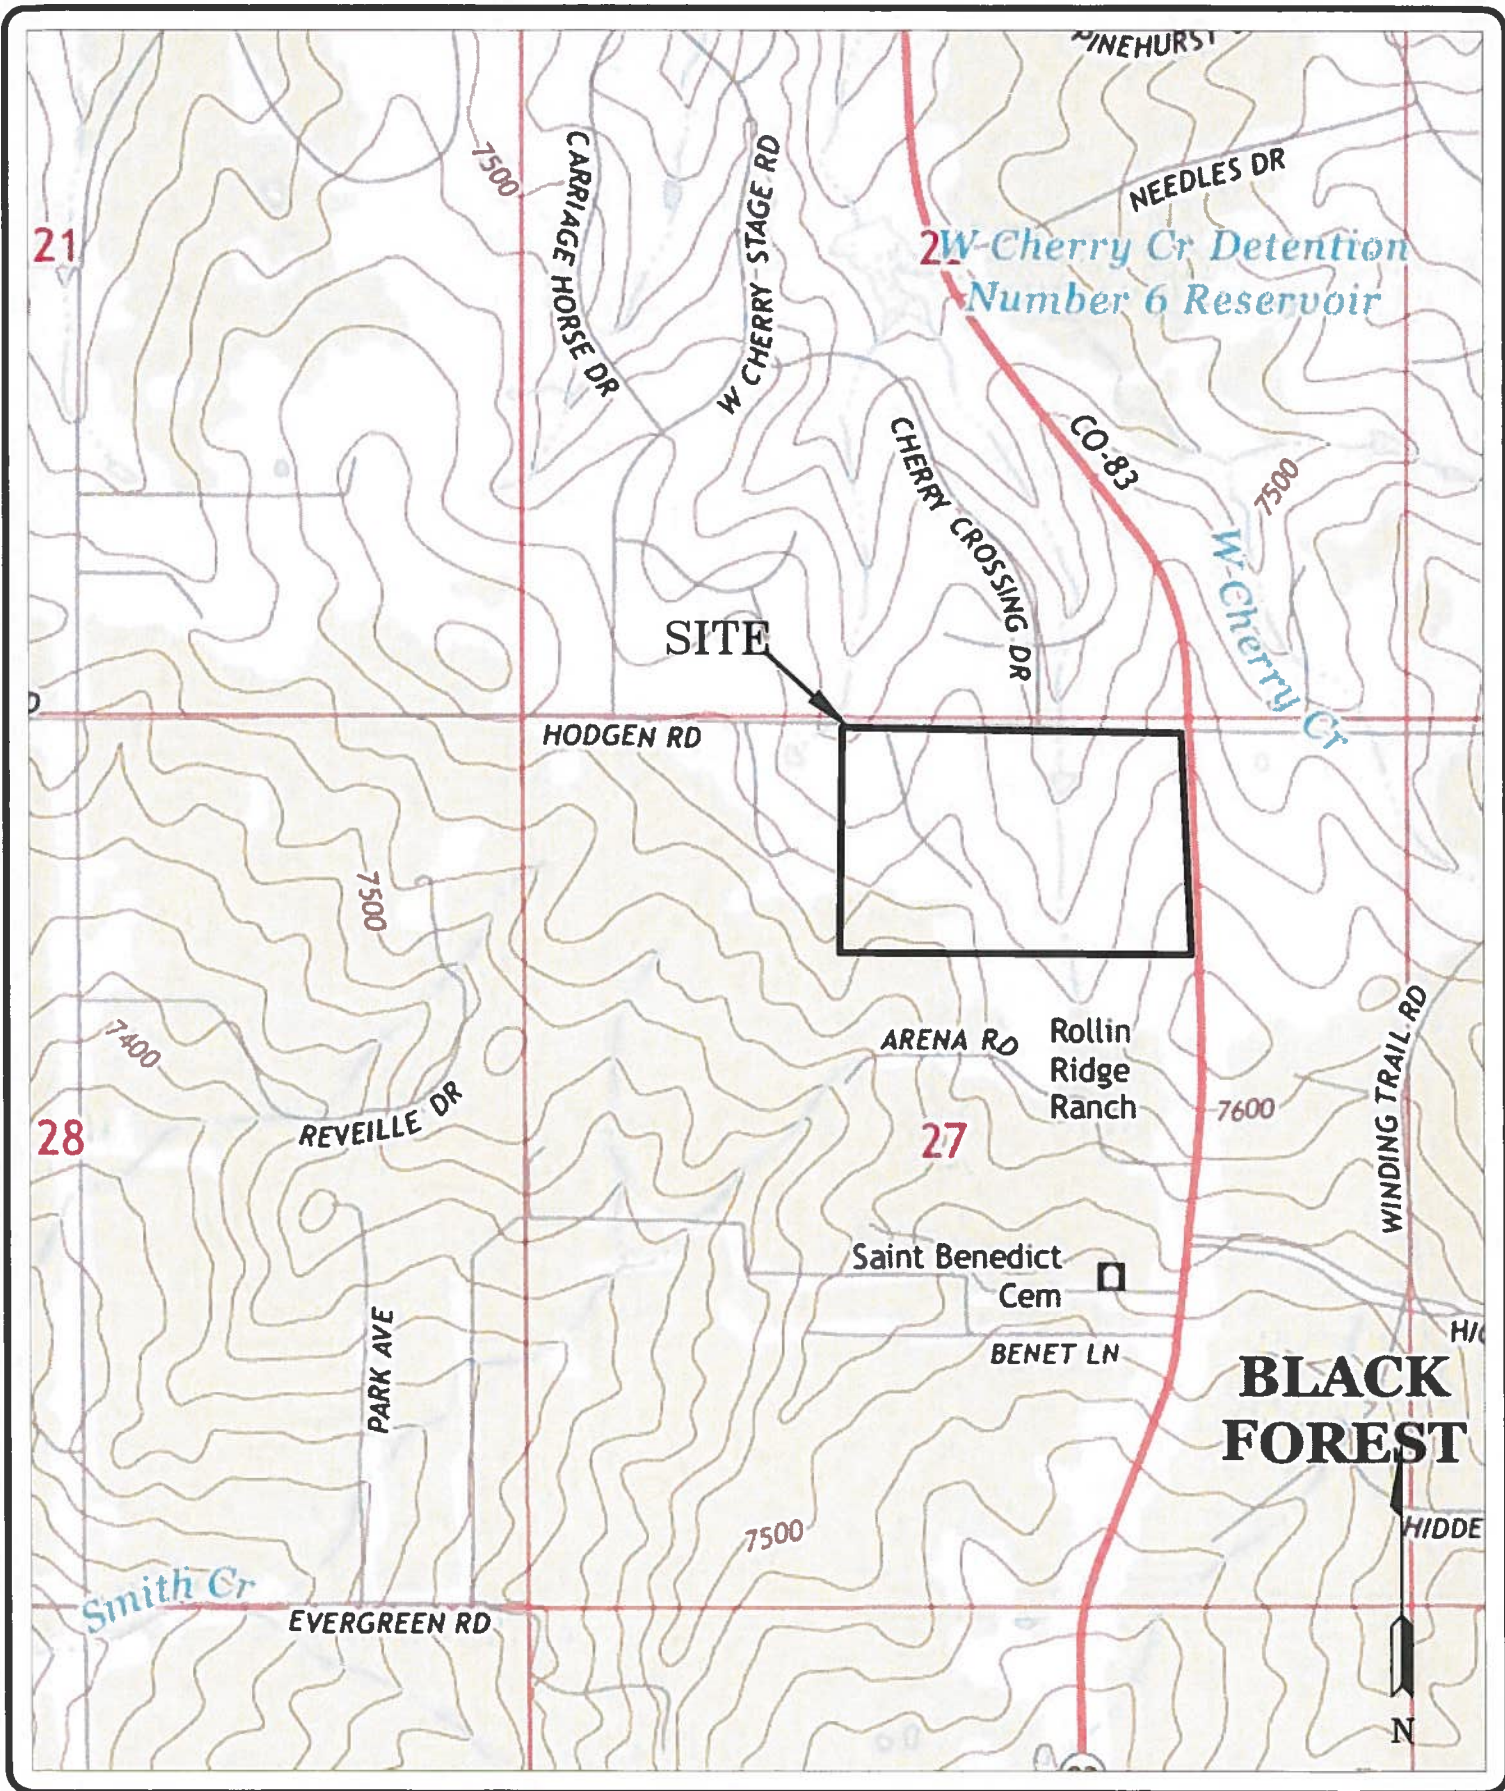 PINEHURST
NEEDLES DR
CARRIAGE HORSE DR
W CHERRY STAGE RD
7500
21
2
W-Cherry Cr Detention
Number 6 Reservoir
CO-83
CHERRY CROSSING DR
7500
W-Cherry Cr
SITE
HODGEN RD
7500
7400
REVEILLE DR
28
ARENA RD
Rollin
Ridge
Ranch
27
7600
WINDING TRAIL RD
Saint Benedict
Cem
BENET LN
PARK AVE
BLACK
FOREST
HIDDE
7500
Smith Cr
EVERGREEN RD
N